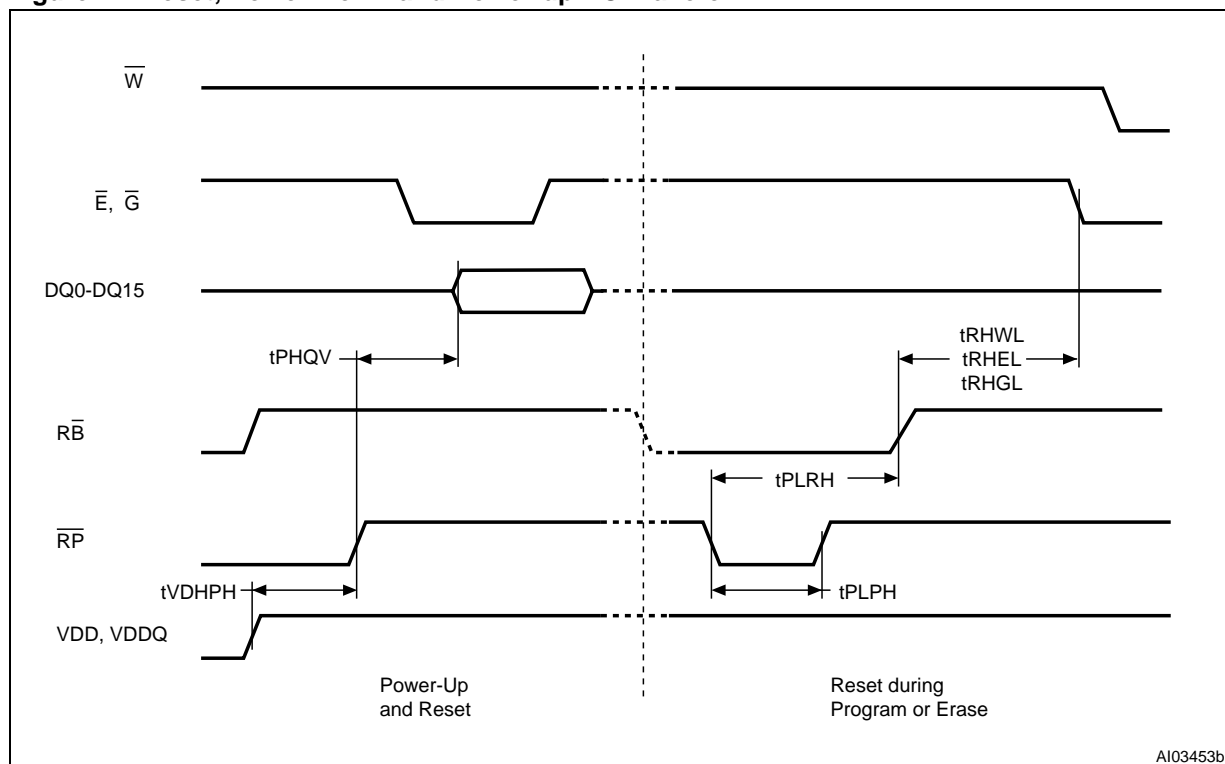 W̅
E̅, G̅
DQ0-DQ15
tPHQV
tRHWL
tRHEL
tRHGL
RB̅
tPLRH
R̅P̅
tVDHPH
tPLPH
VDD, VDDQ
Power-Up
and Reset
Reset during
Program or Erase
AI03453b